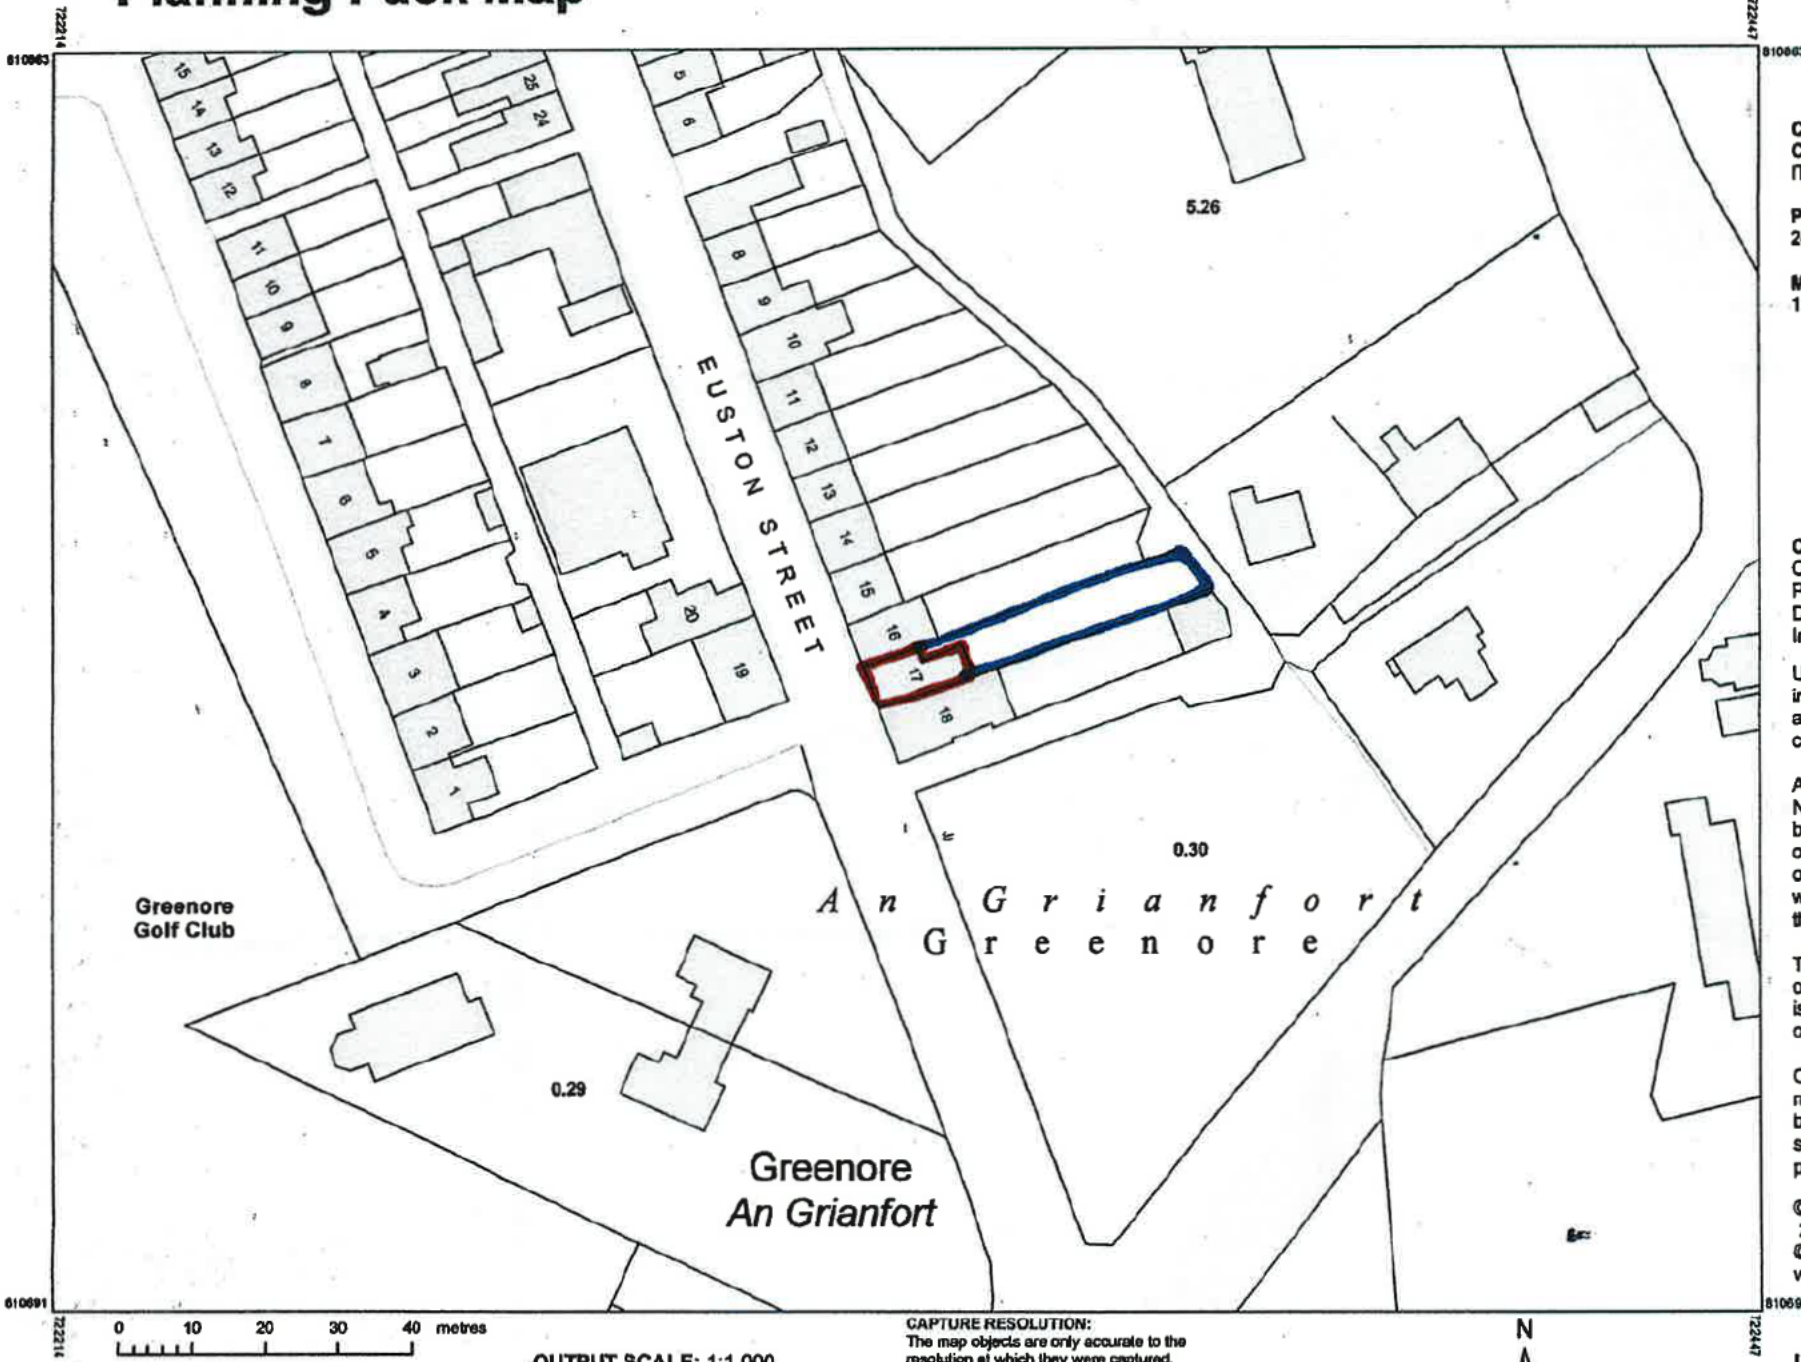 Planning Pack Map
722214
722447
810863
810863
15
14
13
12
11
10
9
8
7
6
5
4
3
2
1
25
24
20
19
5
6
8
9
10
11
12
13
14
15
16
17
18
EUSTON STREET
5.26
0.30
An Grianfort
Greenore
Greenore
Golf Club
0.29
Greenore
An Grianfort
810691
722447
0 10 20 30 40 metres
OUTPUT SCALE: 1:1,000
CAPTURE RESOLUTION:
The map objects are only accurate to the
resolution at which they were captured.
N